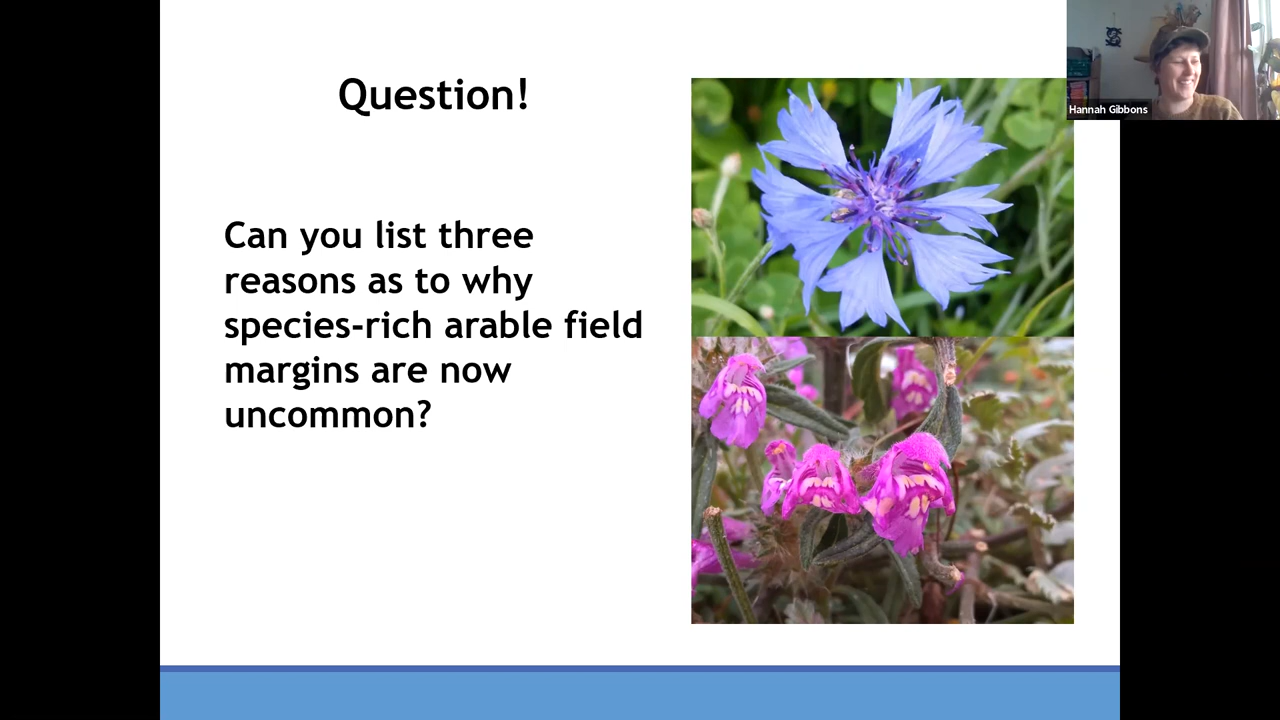 Question!
Can you list three
reasons as to why
species-rich arable field
margins are now
uncommon?
Hannah Gibbons